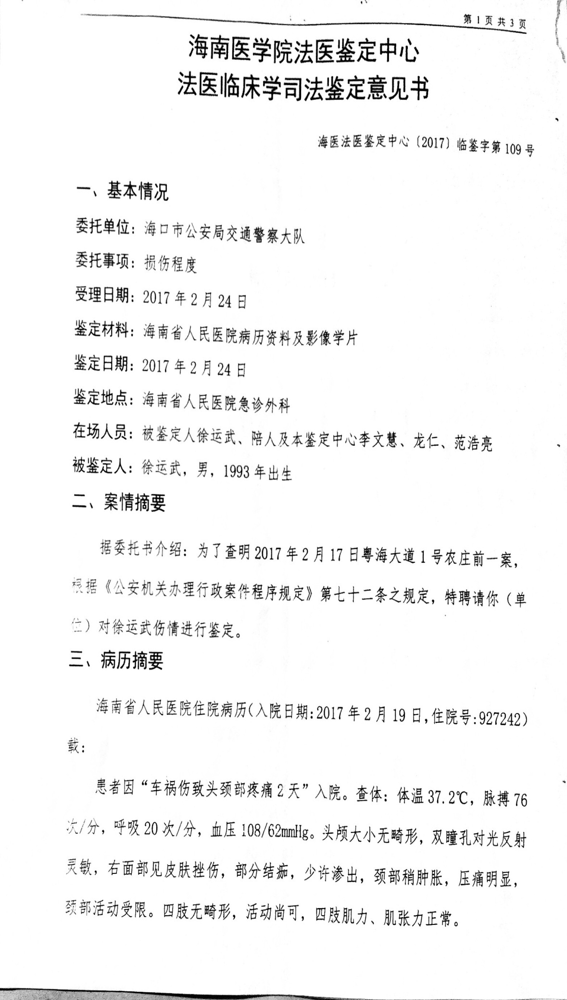 第 1 页 共 3 页
海南医学院法医鉴定中心
法医临床学司法鉴定意见书
海医法医鉴定中心〔2017〕临鉴字第 109 号
一、基本情况
委托单位：海口市公安局交通警察大队
委托事项：损伤程度
受理日期：2017 年 2 月 24 日
鉴定材料：海南省人民医院病历资料及影像学片
鉴定日期：2017 年 2 月 24 日
鉴定地点：海南省人民医院急诊外科
在场人员：被鉴定人徐运武、陪人及本鉴定中心李文慧、龙仁、范浩亮
被鉴定人：徐运武，男，1993 年出生
二、案情摘要
据委托书介绍：为了查明 2017 年 2 月 17 日粤海大道 1 号农庄前一案，
根据《公安机关办理行政案件程序规定》第七十二条之规定，特聘请你（单
位）对徐运武伤情进行鉴定。
三、病历摘要
海南省人民医院住院病历(入院日期:2017 年 2 月 19 日,住院号:927242)
载：
患者因“车祸伤致头颈部疼痛 2 天”入院。查体：体温 37.2℃，脉搏 76
次/分，呼吸 20 次/分，血压 108/62mmHg。头颅大小无畸形，双瞳孔对光反射
灵敏，右面部见皮肤挫伤，部分结痂，少许渗出，颈部稍肿胀，压痛明显，
颈部活动受限。四肢无畸形，活动尚可，四肢肌力、肌张力正常。